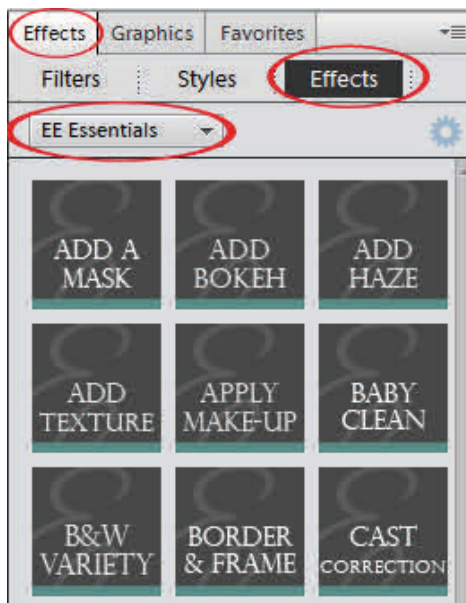 Effects Graphics Favorites
Filters Styles Effects
EE Essentials
ADD A
MASK
ADD
BOKEH
ADD
HAZE
ADD
TEXTURE
APPLY
MAKE-UP
BABY
CLEAN
B&W
VARIETY
BORDER
& FRAME
CAST
CORRECTION